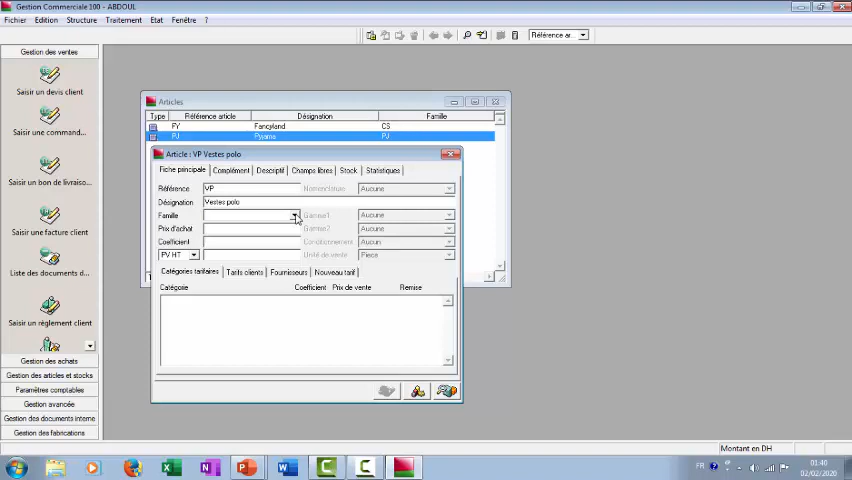 Gestion Commerciale 100 - ABDOUL
Fichier Edition Structure Traitement Etat Fenêtre ?
Référence ar...
Gestion des ventes
Saisir un devis client
Saisir une command...
Saisir un bon de livraiso...
Saisir une facture client
Liste des documents d...
Saisir un règlement client
Gestion des achats
Gestion des articles et stocks
Paramètres comptables
Gestion avancée
Gestion des documents interne
Gestion des fabrications
Articles
Type Référence article Désignation Famille
FY Fancyland CS
PJ Pyjama PJ
Article : VP Vestes polo
Fiche principale Complément Descriptif Champs libres Stock Statistiques
Référence VP Nomenclature Aucune
Désignation Vestes polo
Famille Gamme1 Aucune
Prix d'achat Gamme2 Aucune
Coefficient Conditionnement Aucun
PV HT Unité de vente Piece
Catégories tarifaires Tarifs clients Fournisseurs Nouveau tarif
Catégorie Coefficient Prix de vente Remise
Montant en DH
FR 01:40
02/02/2020